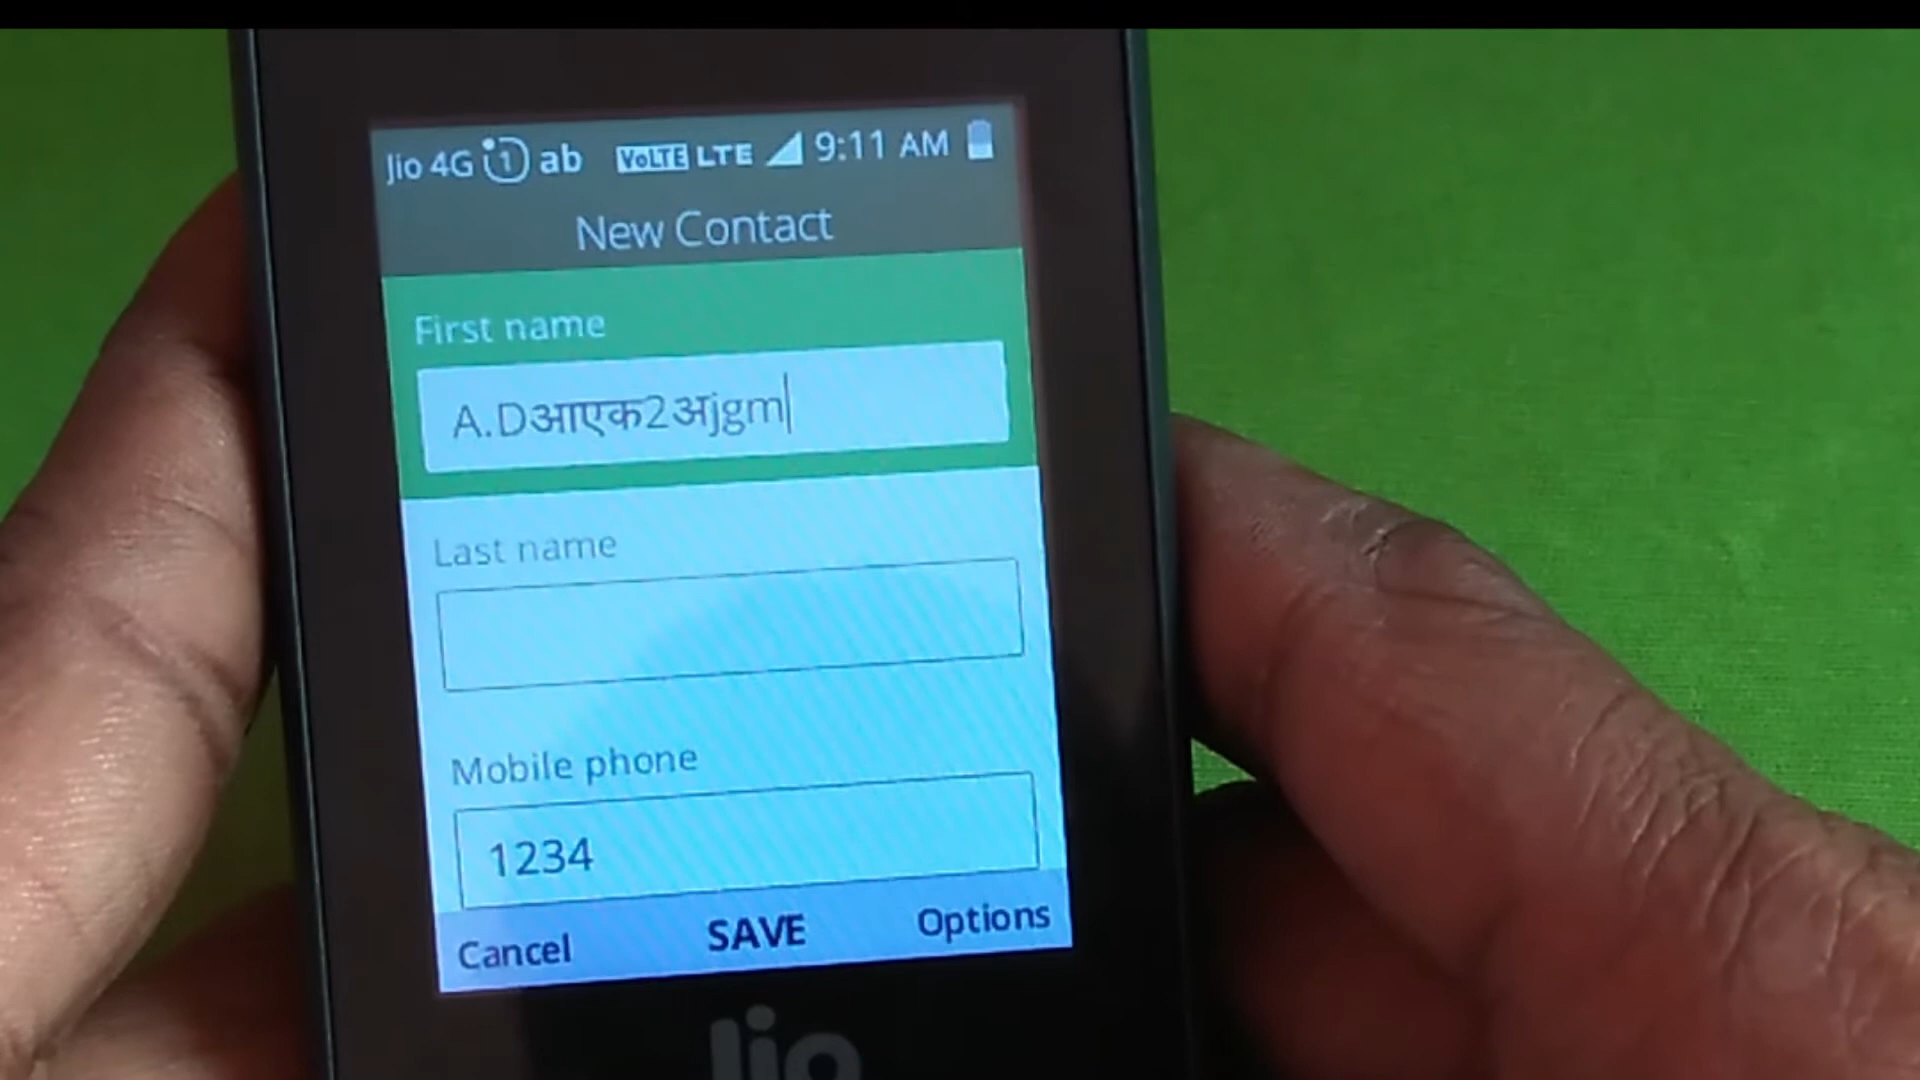 Jio 4G 1 ab VoLTE LTE 9:11 AM
New Contact
First name
A.Dआएक2अjgm
Last name
Mobile phone
1234
Cancel SAVE Options
Jio